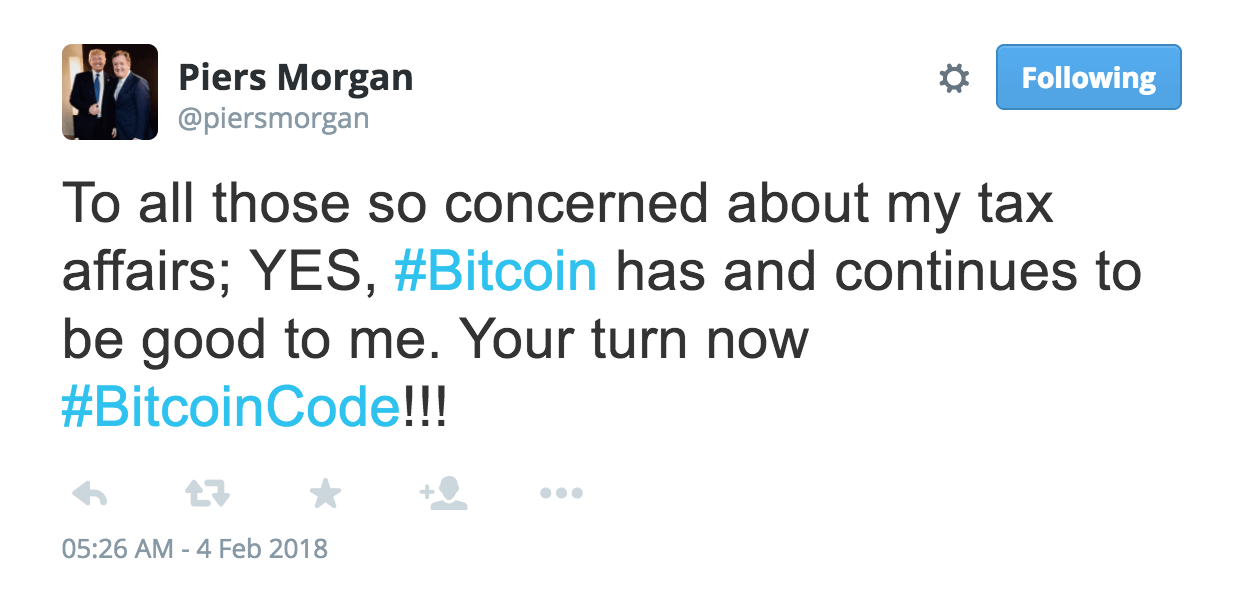 Piers Morgan
@piersmorgan
Following
To all those so concerned about my tax
affairs; YES, #Bitcoin has and continues to
be good to me. Your turn now
#BitcoinCode!!!
05:26 AM - 4 Feb 2018